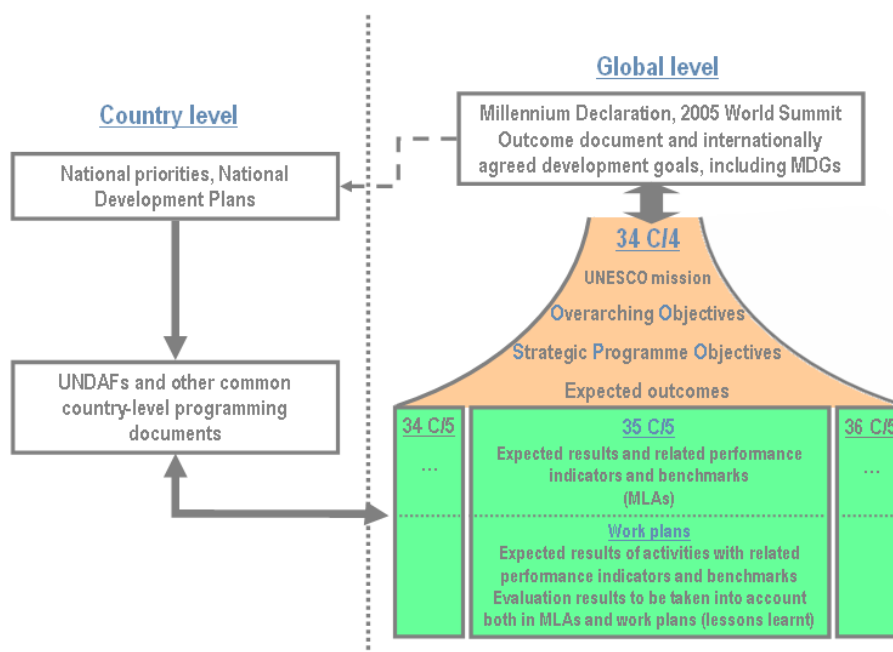 Country level
National priorities, National
Development Plans
UNDAFs and other common
country-level programming
documents
Global level
Millennium Declaration, 2005 World Summit
Outcome document and internationally
agreed development goals, including MDGs
34 C/4
UNESCO mission
Overarching Objectives
Strategic Programme Objectives
Expected outcomes
34 C/5
...
35 C/5
Expected results and related performance
indicators and benchmarks
(MLAs)
Work plans
Expected results of activities with related
performance indicators and benchmarks
Evaluation results to be taken into account
both in MLAs and work plans (lessons learnt)
36 C/5
...